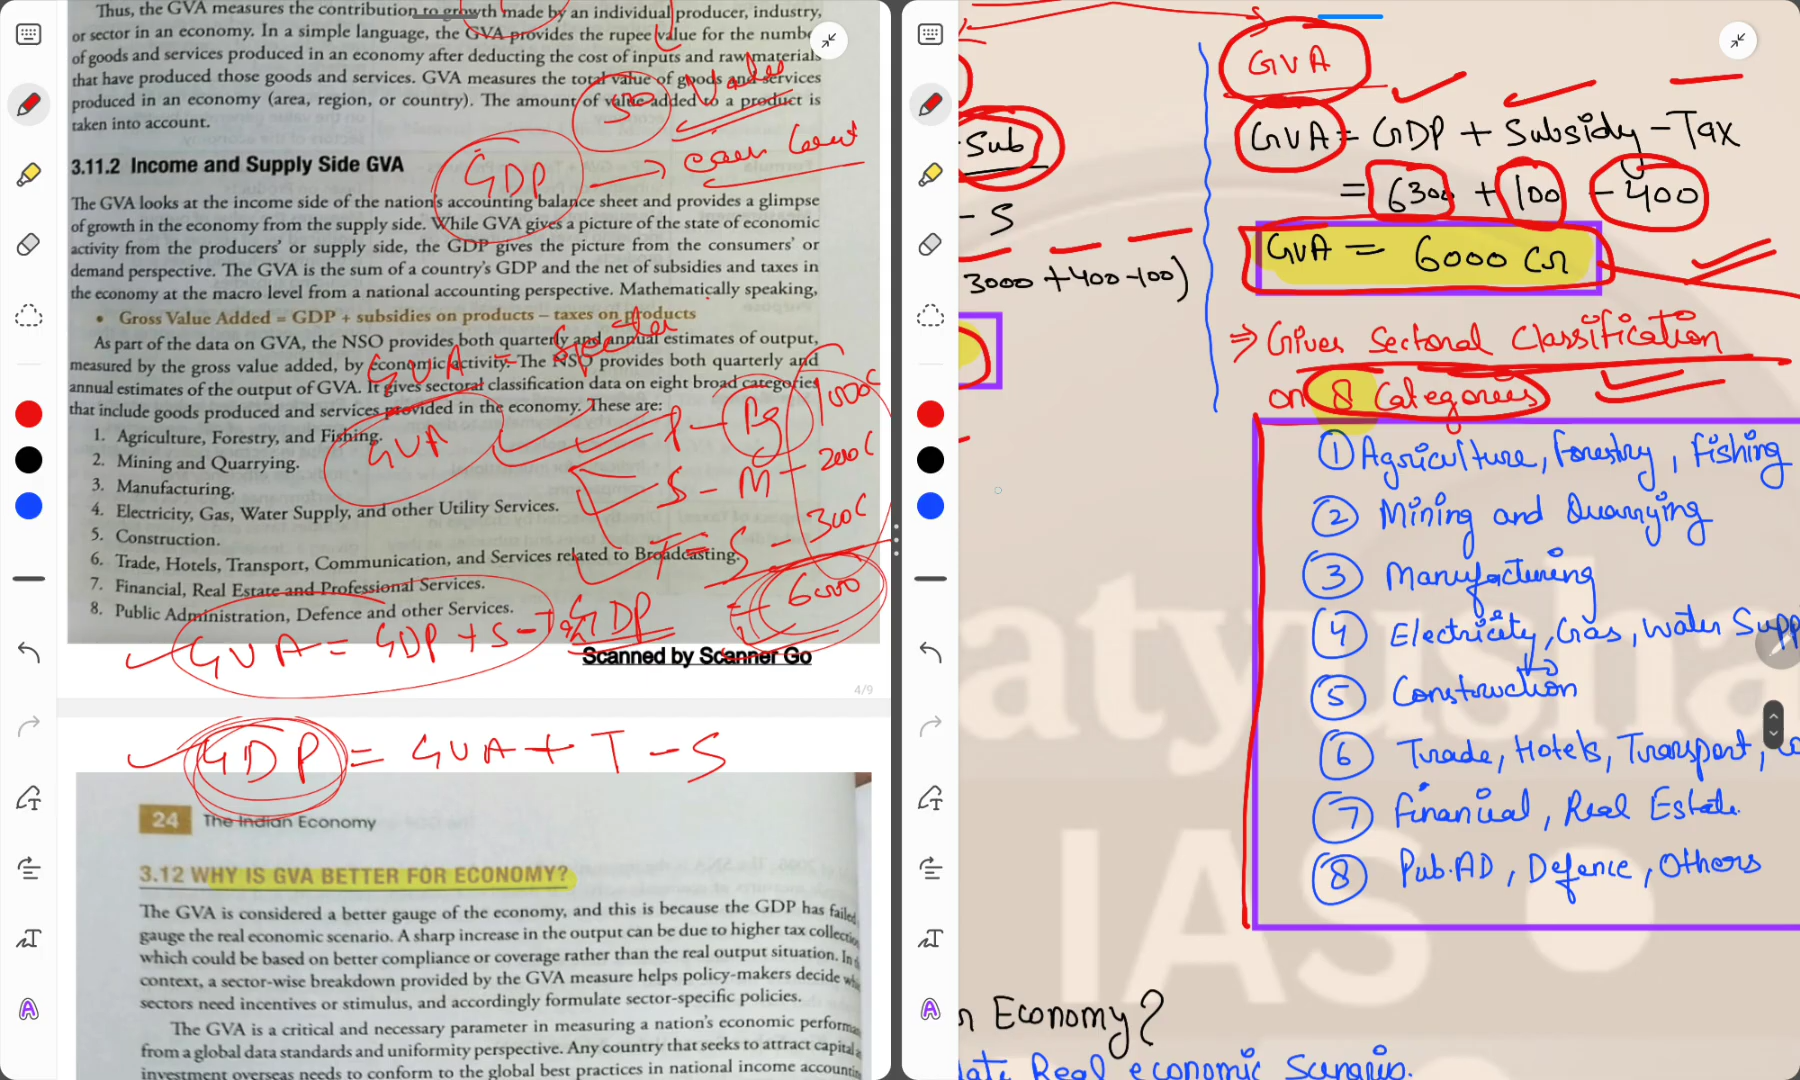 Thus, the GVA measures the contribution to growth made by an individual producer, industry,
or sector in an economy. In a simple language, the GVA provides the rupee value for the numbe
of goods and services produced in an economy after deducting the cost of inputs and raw materials
that have produced those goods and services. GVA measures the total value of goods and services
produced in an economy (area, region, or country). The amount of value added to a product is
taken into account.
50 Value
GDP
3.11.2 Income and Supply Side GVA
The GVA looks at the income side of the nation's accounting balance sheet and provides a glimpse
of growth in the economy from the supply side. While GVA gives a picture of the state of economic
activity from the producers' or supply side, the GDP gives the picture from the consumers' or
demand perspective. The GVA is the sum of a country's GDP and the net of subsidies and taxes in
the economy at the macro level from a national accounting perspective. Mathematically speaking,
• Gross Value Added = GDP + subsidies on products – taxes on products
As part of the data on GVA, the NSO provides both quarterly and annual estimates of output,
measured by the gross value added, by economic activity. The NSO provides both quarterly and
annual estimates of the output of GVA. It gives sectoral classification data on eight broad categories
that include goods produced and services provided in the economy. These are:
1. Agriculture, Forestry, and Fishing.
2. Mining and Quarrying.
3. Manufacturing.
4. Electricity, Gas, Water Supply, and other Utility Services.
5. Construction.
6. Trade, Hotels, Transport, Communication, and Services related to Broadcasting.
7. Financial, Real Estate and Professional Services.
8. Public Administration, Defence and other Services.
GVA =
GVA
P - Ag 1000C
S - M - 2000C
T = S - 3000C
6000
GDP
GVA = GDP + S - T
Scanned by Scanner Go
4/9
GDP = GVA + T - S
24 The Indian Economy
3.12 WHY IS GVA BETTER FOR ECONOMY?
The GVA is considered a better gauge of the economy, and this is because the GDP has failed
gauge the real economic scenario. A sharp increase in the output can be due to higher tax collectio
which could be based on better compliance or coverage rather than the real output situation. In
context, a sector-wise breakdown provided by the GVA measure helps policy-makers decide
sectors need incentives or stimulus, and accordingly formulate sector-specific policies.
The GVA is a critical and necessary parameter in measuring a nation's economic performa
from a global data standards and uniformity perspective. Any country that seeks to attract capital
investment overseas needs to conform to the global best practices in national income accountin
GVA
Sub
- S
3000 + 400 - 100)
GVA = GDP + Subsidy - Tax
= 6300 + 100 - 400
GVA = 6000 Cr
⇒ Gives Sectoral Classification
on 8 Categories
① Agriculture, Forestry, Fishing
② Mining and Quarrying
③ Manufacturing
④ Electricity, Gas, Water Supp
⑤ Construction
⑥ Trade, Hotels, Transport, Co
⑦ Financial, Real Estate.
⑧ Pub.AD, Defence, Others
atyusha
IAS
n Economy?
late Real economic Scenario.